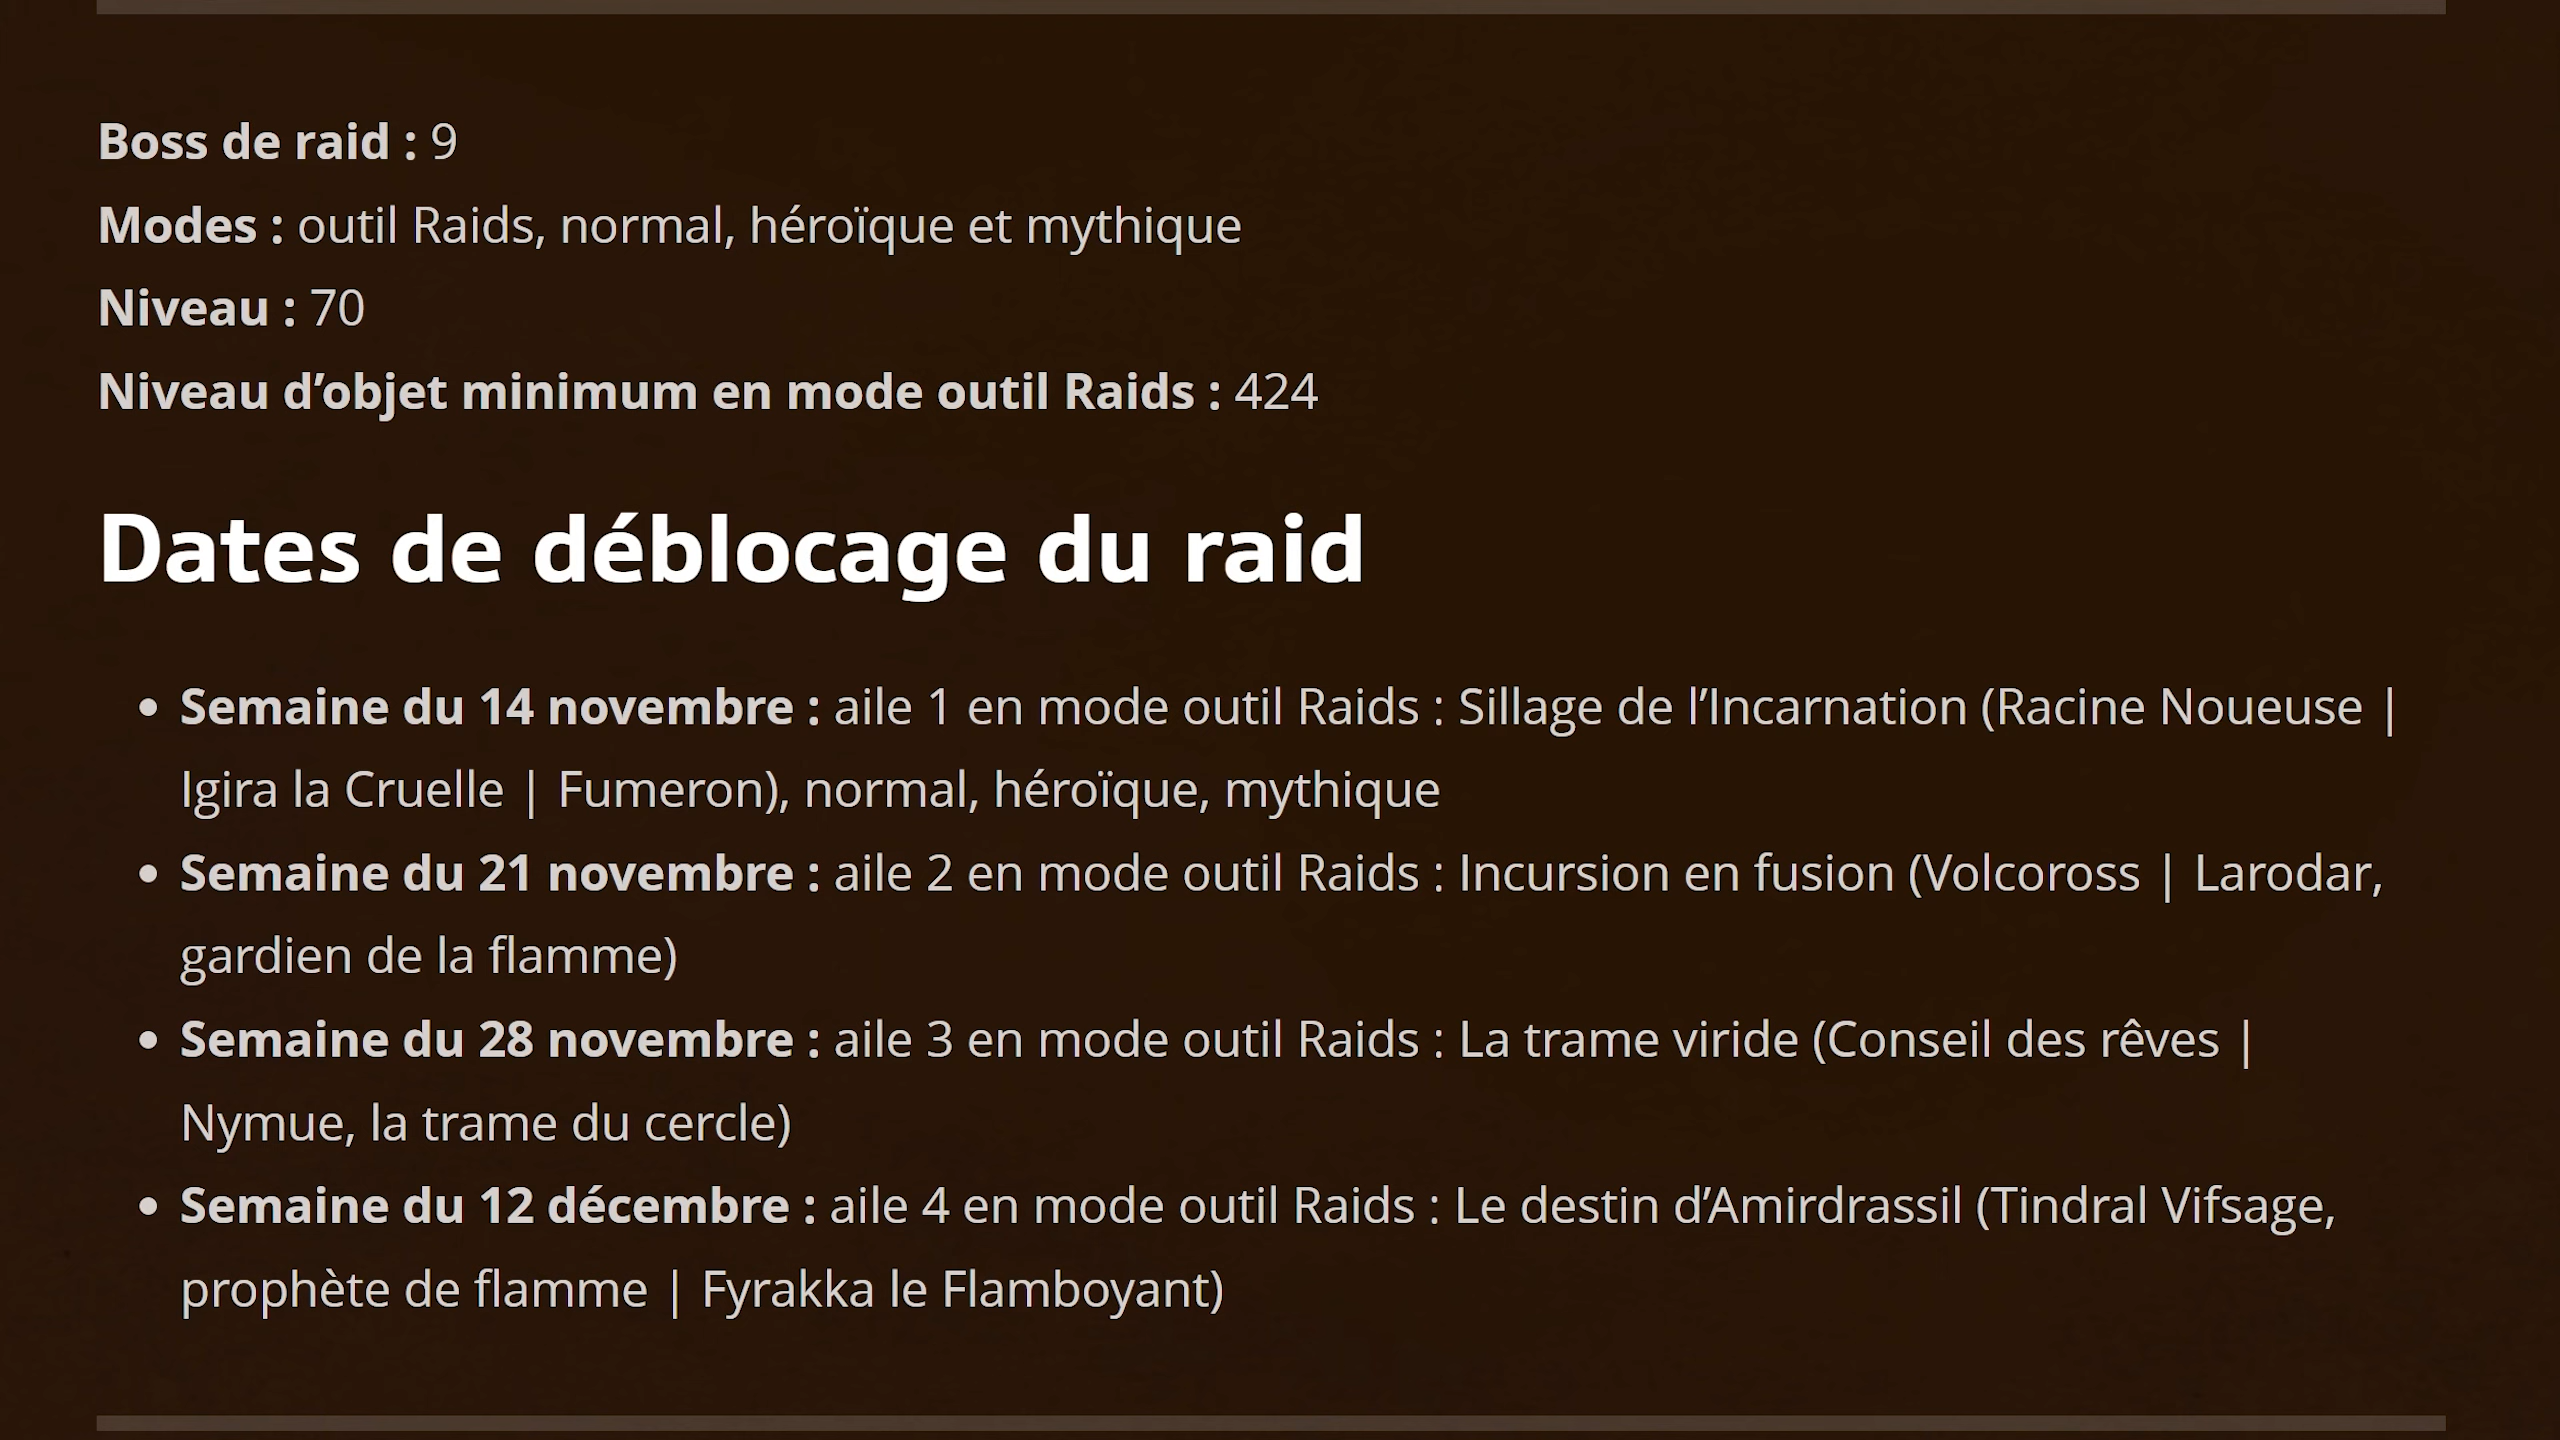 Boss de raid : 9
Modes : outil Raids, normal, héroïque et mythique
Niveau : 70
Niveau d’objet minimum en mode outil Raids : 424
Dates de déblocage du raid
• Semaine du 14 novembre : aile 1 en mode outil Raids : Sillage de l’Incarnation (Racine Noueuse |
Igira la Cruelle | Fumeron), normal, héroïque, mythique
• Semaine du 21 novembre : aile 2 en mode outil Raids : Incursion en fusion (Volcoross | Larodar,
gardien de la flamme)
• Semaine du 28 novembre : aile 3 en mode outil Raids : La trame viride (Conseil des rêves |
Nymue, la trame du cercle)
• Semaine du 12 décembre : aile 4 en mode outil Raids : Le destin d’Amirdrassil (Tindral Vifsage,
prophète de flamme | Fyrakka le Flamboyant)